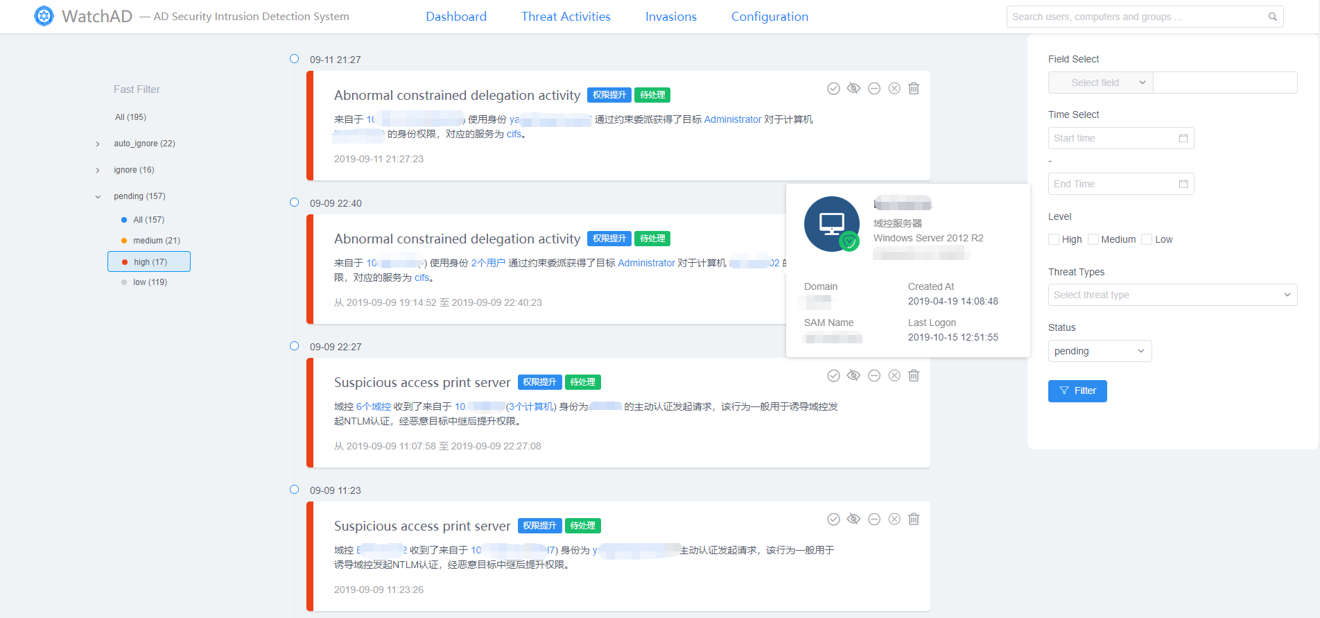 WatchAD — AD Security Intrusion Detection System
Dashboard
Threat Activities
Invasions
Configuration
Search users, computers and groups ...
Fast Filter
All (195)
auto_ignore (22)
ignore (16)
pending (157)
All (157)
medium (21)
high (17)
low (119)
09-11 21:27
Abnormal constrained delegation activity 权限提升 待处理
来自于 10 使用身份 ya 通过约束委派获得了目标 Administrator 对于计算机
的身份权限，对应的服务为 cifs。
2019-09-11 21:27:23
09-09 22:40
Abnormal constrained delegation activity 权限提升 待处理
来自于 10 使用身份 2个用户 通过约束委派获得了目标 Administrator 对于计算机 02
限，对应的服务为 cifs。
从 2019-09-09 19:14:52 至 2019-09-09 22:40:23
域控服务器
Windows Server 2012 R2
Domain
Created At
2019-04-19 14:08:48
SAM Name
Last Logon
2019-10-15 12:51:55
09-09 22:27
Suspicious access print server 权限提升 待处理
域控 6个域控 收到了来自于 10. (3个计算机) 身份为 的主动认证发起请求，该行为一般用于诱导域控发
起NTLM认证，经恶意目标中继后提升权限。
从 2019-09-09 11:07:58 至 2019-09-09 22:27:08
09-09 11:23
Suspicious access print server 权限提升 待处理
域控 收到了来自于 10 身份为 y 主动认证发起请求，该行为一般用于
诱导域控发起NTLM认证，经恶意目标中继后提升权限。
2019-09-09 11:23:26
Field Select
Select field
Time Select
Start time
-
End Time
Level
High Medium Low
Threat Types
Select threat type
Status
pending
Filter